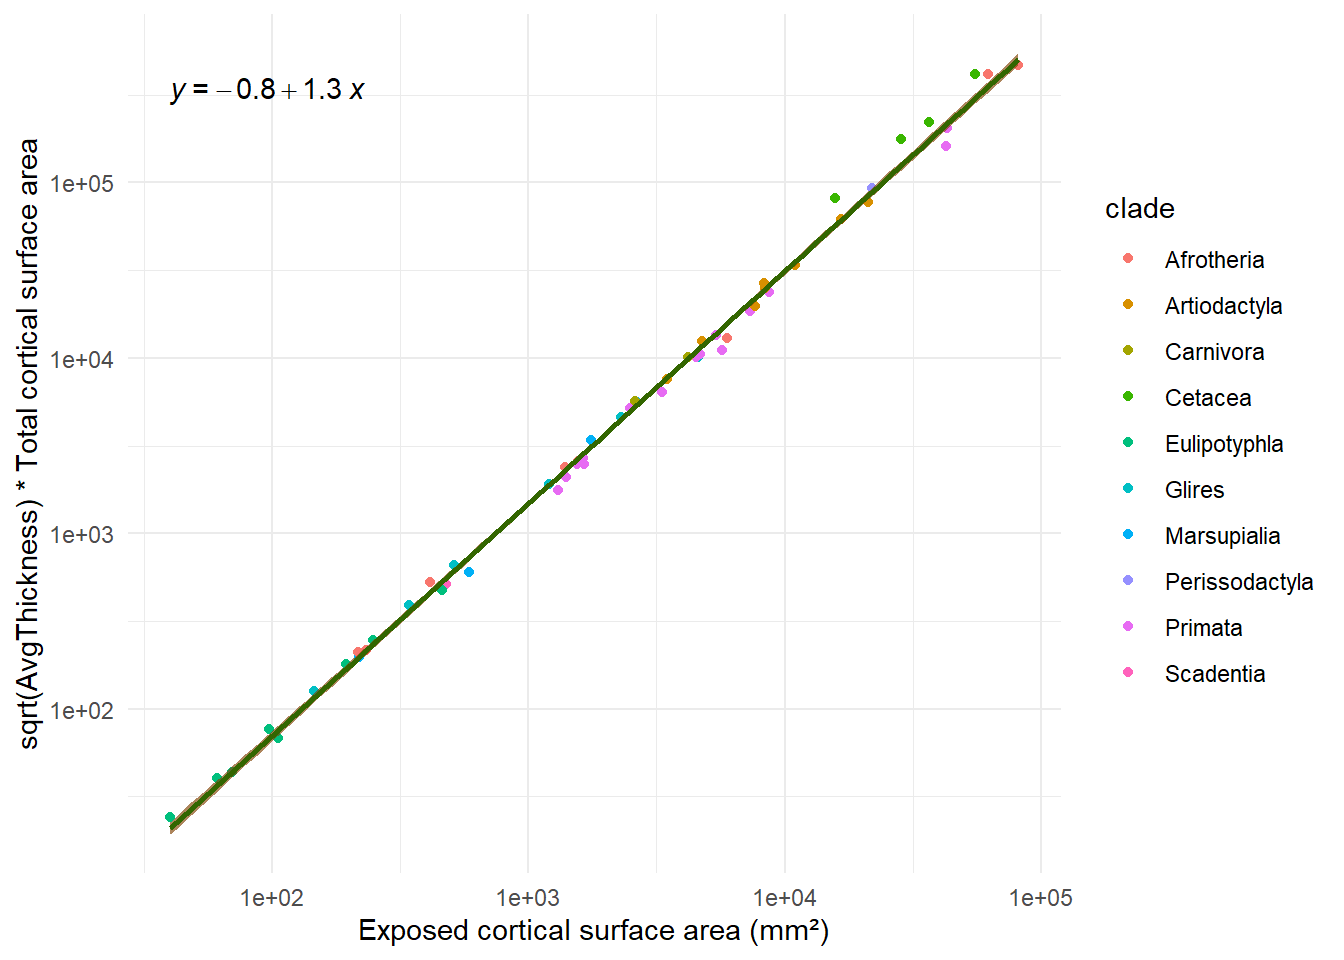 y = −0.8 + 1.3 x
sqrt(AvgThickness) * Total cortical surface area
1e+05
1e+04
1e+03
1e+02
1e+02 1e+03 1e+04 1e+05
Exposed cortical surface area (mm²)
clade
Afrotheria
Artiodactyla
Carnivora
Cetacea
Eulipotyphla
Glires
Marsupialia
Perissodactyla
Primata
Scadentia